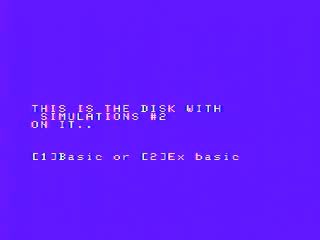 THIS IS THE DISK WITH
SIMULATIONS #2
ON IT..
[1]Basic or [2]Ex basic